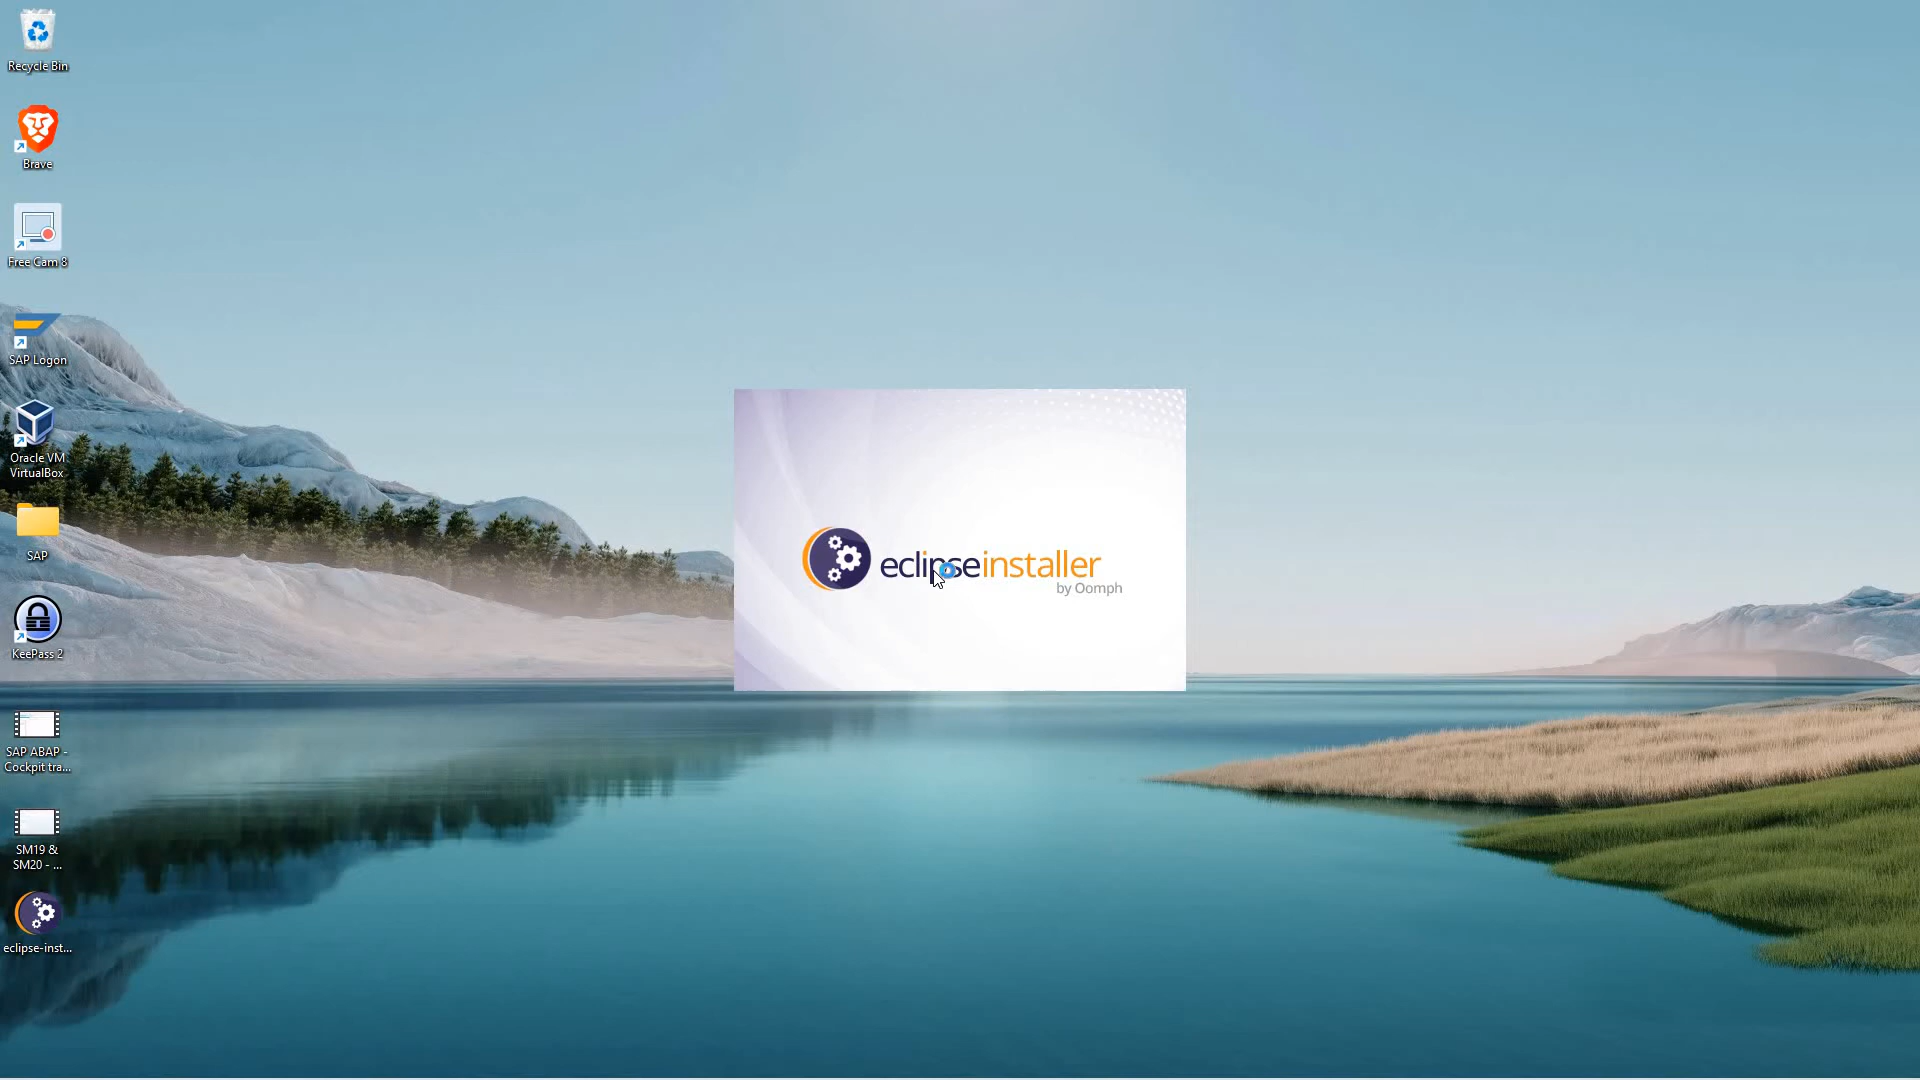 Recycle Bin
Brave
Free Cam 8
SAP Logon
Oracle VM
VirtualBox
SAP
KeePass 2
SAP ABAP -
Cockpit tra...
SM19 &
SM20 - ...
eclipse-inst...
eclipseinstaller
by Oomph